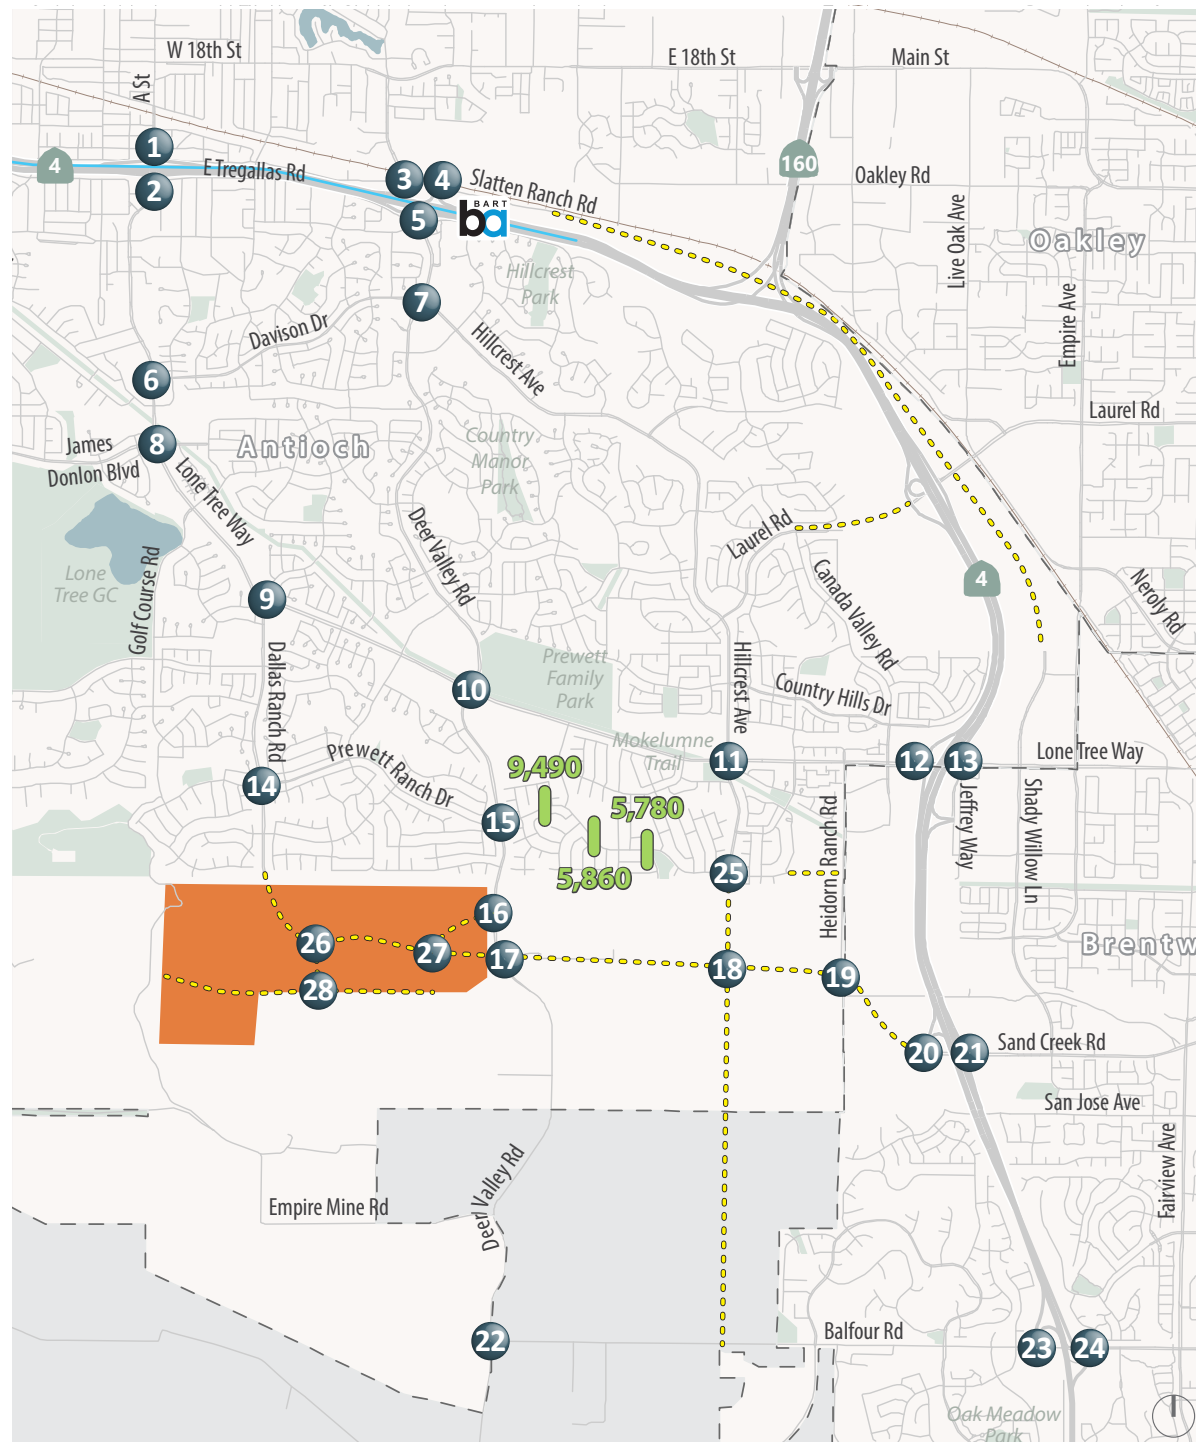 W 18th St
E 18th St
Main St
A St
1
4
E Tregallas Rd
3
4
Slatten Ranch Rd
160
Oakley Rd
2
5
BART
ba
Live Oak Ave
Oakley
Hillcrest
Park
7
Empire Ave
Davison Dr
Hillcrest Ave
6
Laurel Rd
James
Donlon Blvd
8
Antioch
Country
Manor
Park
Lone Tree Way
Deer Valley Rd
Laurel Rd
Canada Valley Rd
4
Lone
Tree GC
Golf Course Rd
9
Neroly Rd
Dallas Ranch Rd
Prewett
Family
Park
Hillcrest Ave
10
Country Hills Dr
Mokelumne
Trail
11
12
13
Lone Tree Way
Prewett Ranch Dr
9,490
14
5,780
15
5,860
25
Heidorn Ranch Rd
Jeffrey Way
Shady Willow Ln
16
26
27
17
18
19
Brentw
28
20
21
Sand Creek Rd
San Jose Ave
Fairview Ave
Deer Valley Rd
Empire Mine Rd
22
Balfour Rd
23
24
Oak Meadow
Park